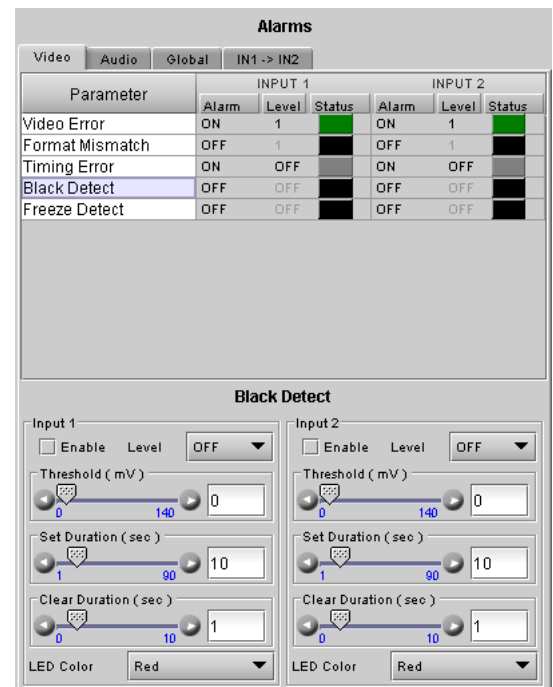 Alarms
Video Audio Global IN1 -> IN2
Parameter INPUT 1 INPUT 2
Alarm Level Status Alarm Level Status
Video Error ON 1 ON 1
Format Mismatch OFF 1 OFF 1
Timing Error ON OFF ON OFF
Black Detect OFF OFF OFF OFF
Freeze Detect OFF OFF OFF OFF
Black Detect
Input 1 Input 2
Enable Level OFF Enable Level OFF
Threshold ( mV ) Threshold ( mV )
0 140 0 0 140 0
Set Duration ( sec ) Set Duration ( sec )
1 90 10 1 90 10
Clear Duration ( sec ) Clear Duration ( sec )
0 10 1 0 10 1
LED Color Red LED Color Red